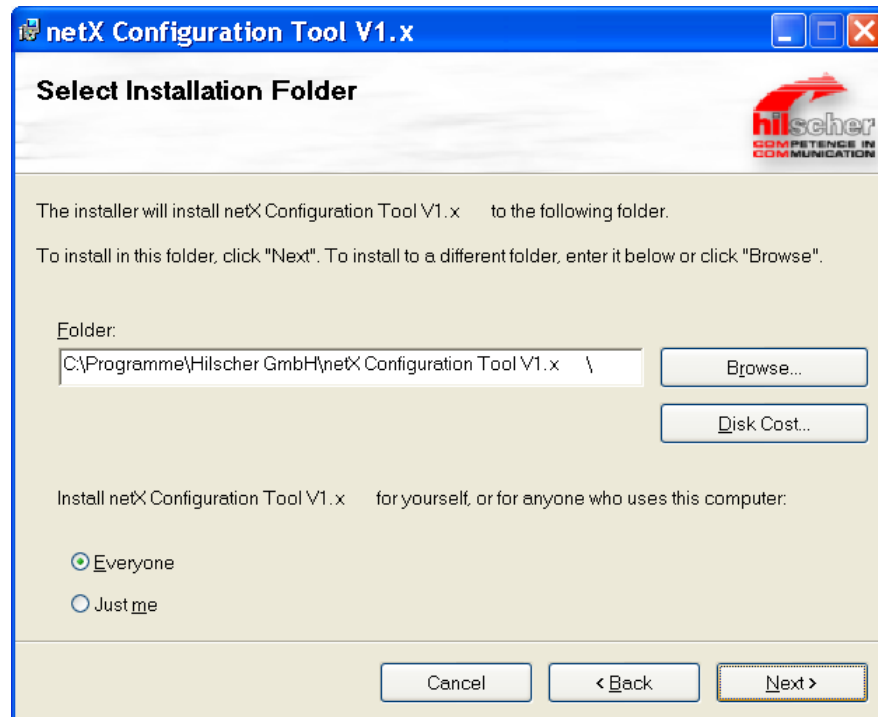 netX Configuration Tool V1.x
Select Installation Folder
hilscher
COMPETENCE IN
COMMUNICATION
The installer will install netX Configuration Tool V1.x to the following folder.
To install in this folder, click "Next". To install to a different folder, enter it below or click "Browse".
Folder:
C:\Programme\Hilscher GmbH\netX Configuration Tool V1.x \
Browse...
Disk Cost...
Install netX Configuration Tool V1.x for yourself, or for anyone who uses this computer:
Everyone
Just me
Cancel
< Back
Next >